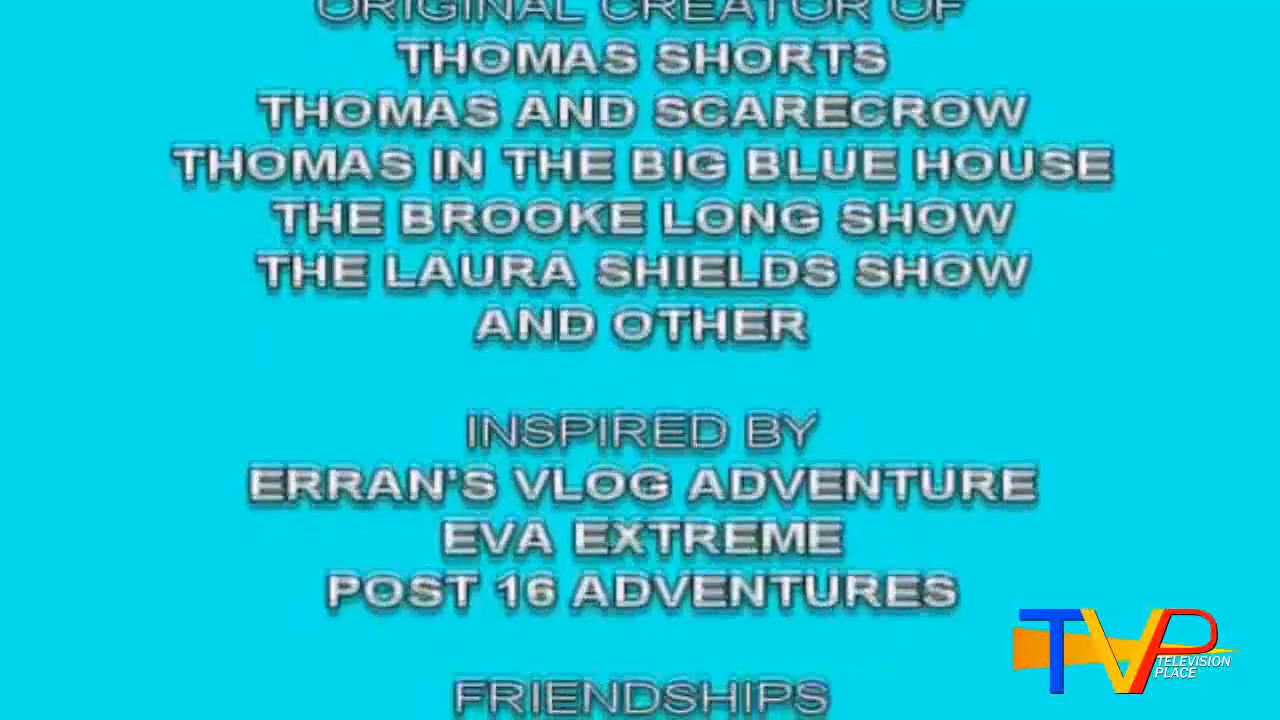 ORIGINAL CREATOR OF
THOMAS SHORTS
THOMAS AND SCARECROW
THOMAS IN THE BIG BLUE HOUSE
THE BROOKE LONG SHOW
THE LAURA SHIELDS SHOW
AND OTHER
INSPIRED BY
ERRAN'S VLOG ADVENTURE
EVA EXTREME
POST 16 ADVENTURES
FRIENDSHIPS
TVP
TELEVISION
PLACE